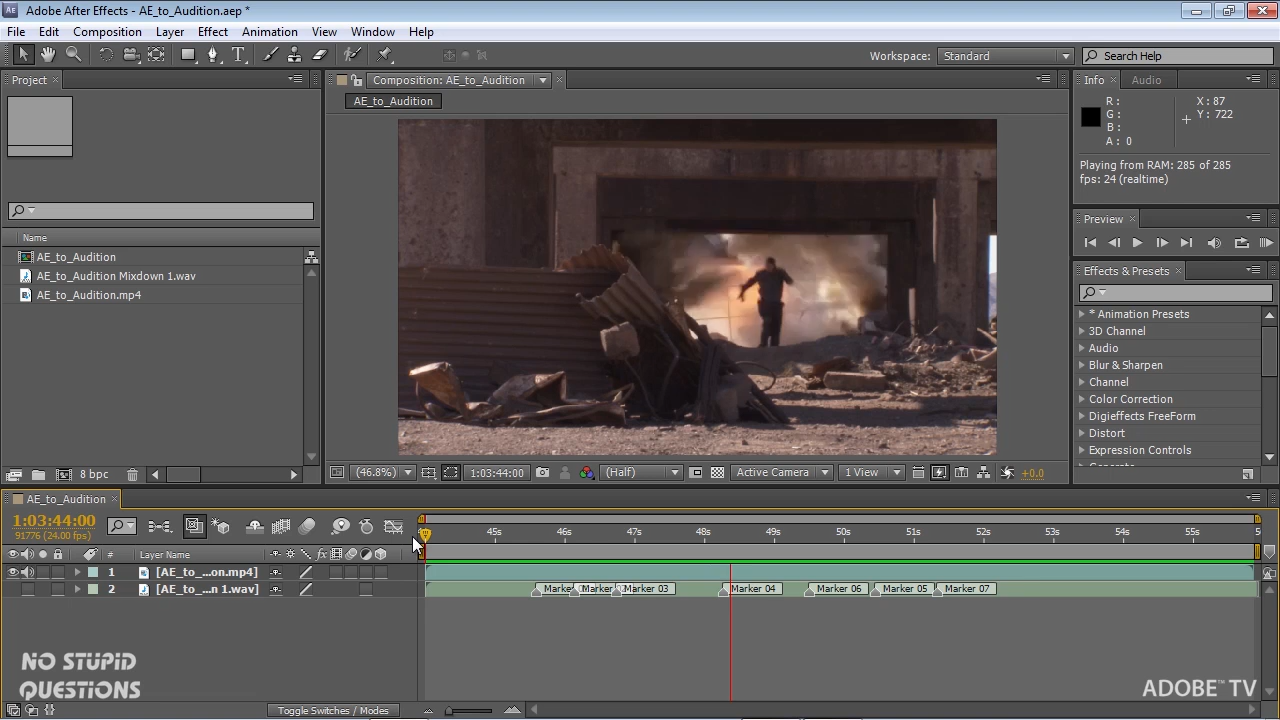 Adobe After Effects - AE_to_Audition.aep *
File Edit Composition Layer Effect Animation View Window Help
Workspace: Standard Search Help
Project
Composition: AE_to_Audition
Info Audio
AE_to_Audition
R :
G :
B :
A : 0
X : 87
Y : 722
Playing from RAM: 285 of 285
fps: 24 (realtime)
Preview
Name
AE_to_Audition
AE_to_Audition Mixdown 1.wav
AE_to_Audition.mp4
Effects & Presets
* Animation Presets
3D Channel
Audio
Blur & Sharpen
Channel
Color Correction
Digieffects FreeForm
Distort
Expression Controls
8 bpc
(46.8%) 1:03:44:00 (Half) Active Camera 1 View +0.0
AE_to_Audition
1:03:44:00
91776 (24.00 fps)
45s 46s 47s 48s 49s 50s 51s 52s 53s 54s 55s
# Layer Name
1 [AE_to_...on.mp4]
2 [AE_to_...n 1.wav]
Marker 03 Marker 04 Marker 06 Marker 05 Marker 07
NO STUPID
QUESTIONS
ADOBE™ TV
Toggle Switches / Modes